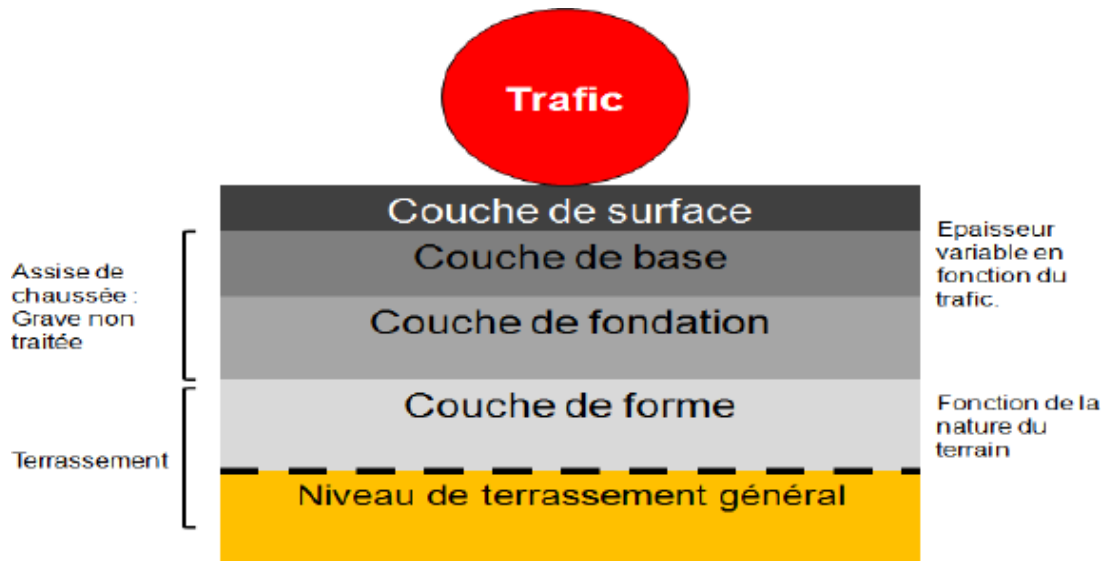 Trafic
Couche de surface
Couche de base
Couche de fondation
Couche de forme
Niveau de terrassement général
Assise de
chaussée :
Grave non
traitée
Terrassement
Epaisseur
variable en
fonction du
trafic.
Fonction de la
nature du
terrain